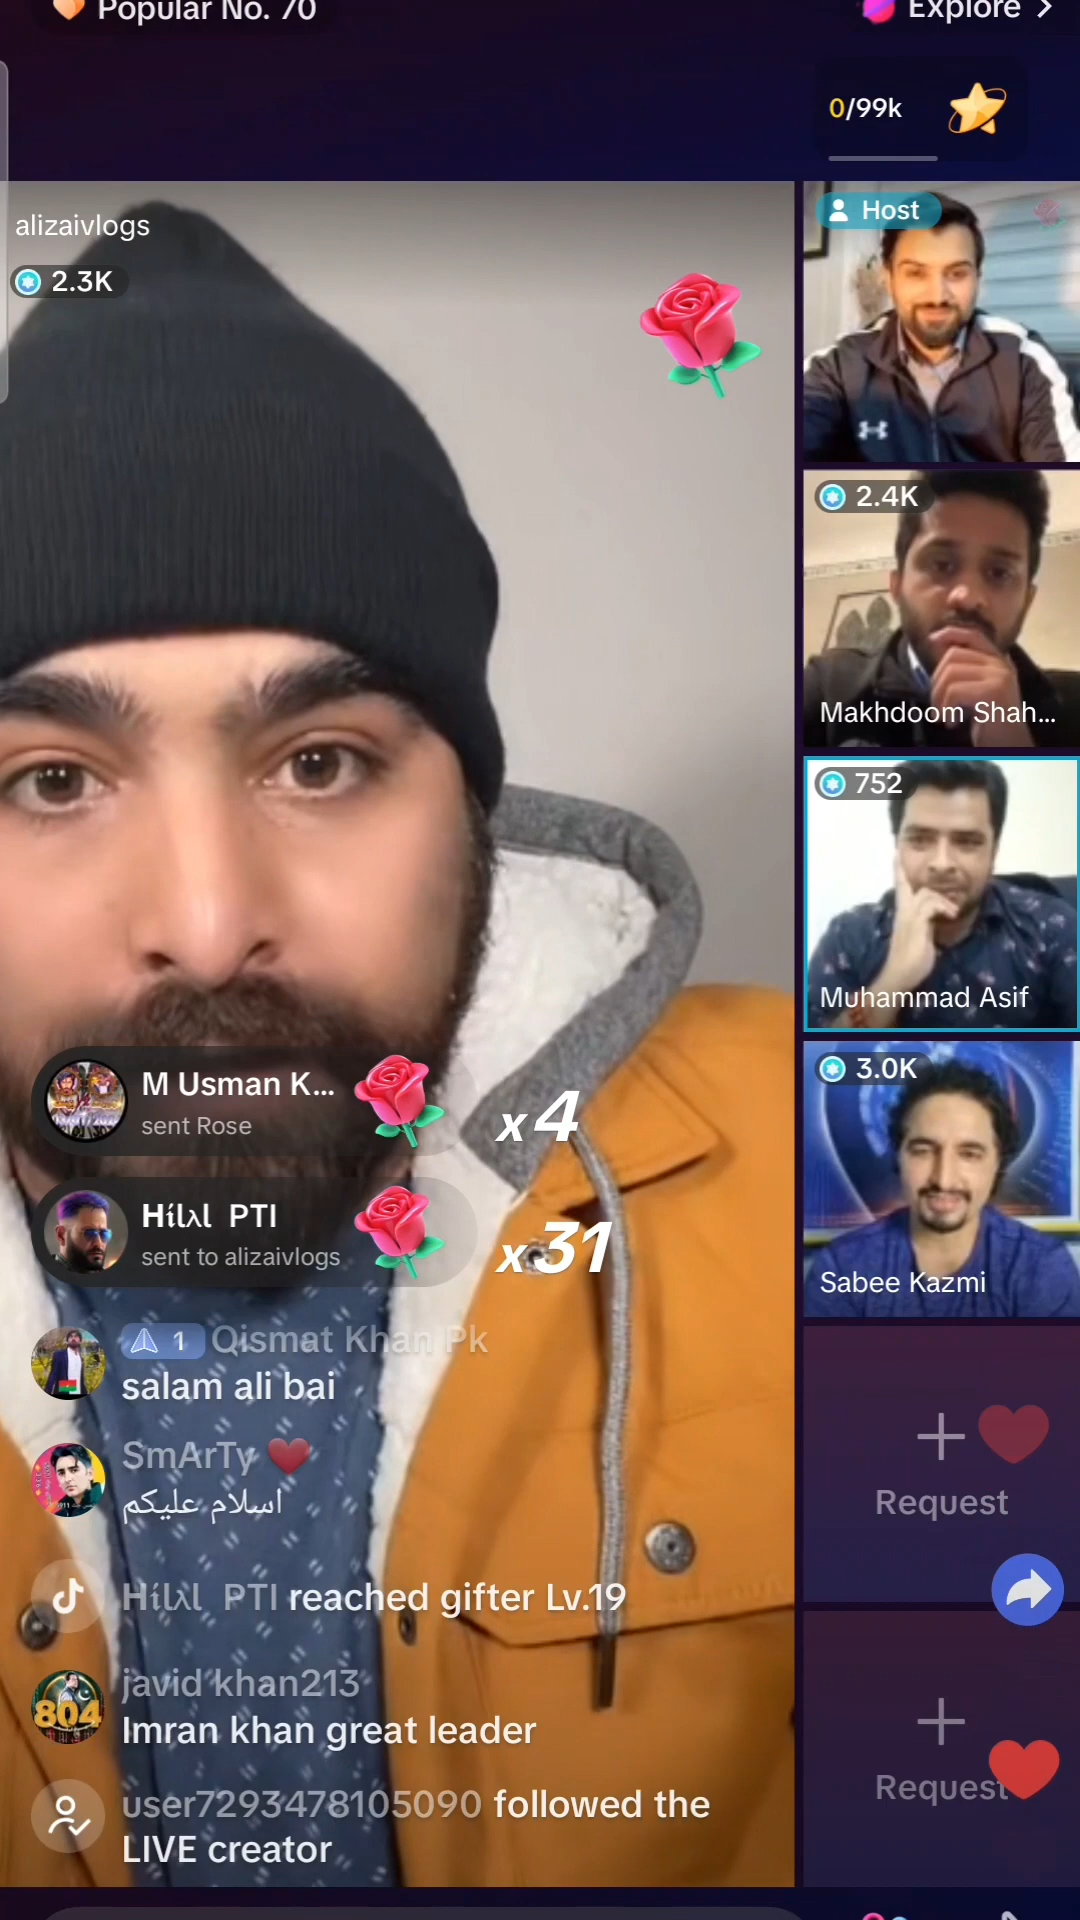 Popular No. 70
Explore >
0/99k
alizaivlogs
2.3K
Host
2.4K
Makhdoom Shah...
752
Muhammad Asif
3.0K
Sabee Kazmi
M Usman K...
sent Rose
x4
Hílλl PTI
sent to alizaivlogs
x31
1 Qismat Khan Pk
salam ali bai
SmArTy ❤️
اسلام علیکم
Hílλl PTI reached gifter Lv.19
javid khan213
804
Imran khan great leader
user7293478105090 followed the
LIVE creator
Request
Request